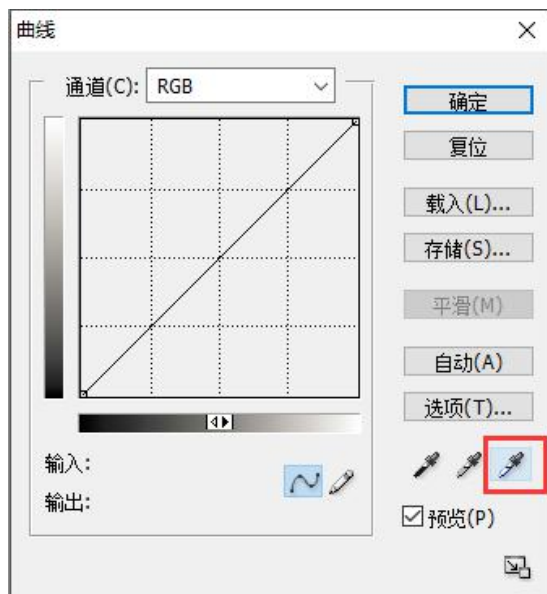 曲线
通道(C): RGB
确定
复位
载入(L)...
存储(S)...
平滑(M)
自动(A)
选项(T)...
输入:
输出:
预览(P)